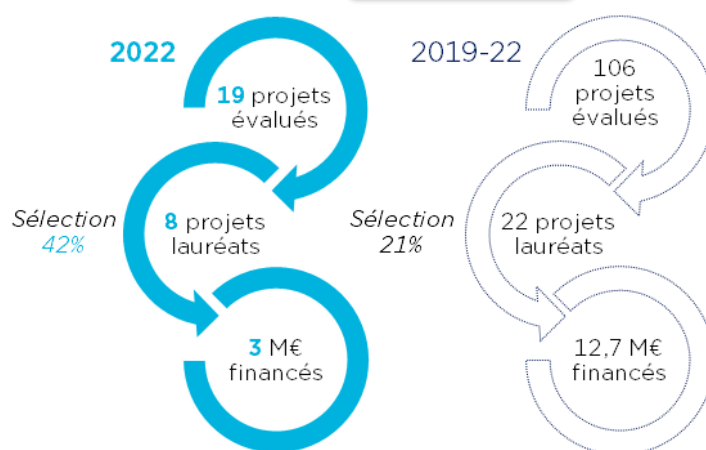 2022
19 projets
évalués
Sélection
42%
8 projets
lauréats
3 M€
financés
2019-22
106
projets
évalués
Sélection
21%
22 projets
lauréats
12,7 M€
financés